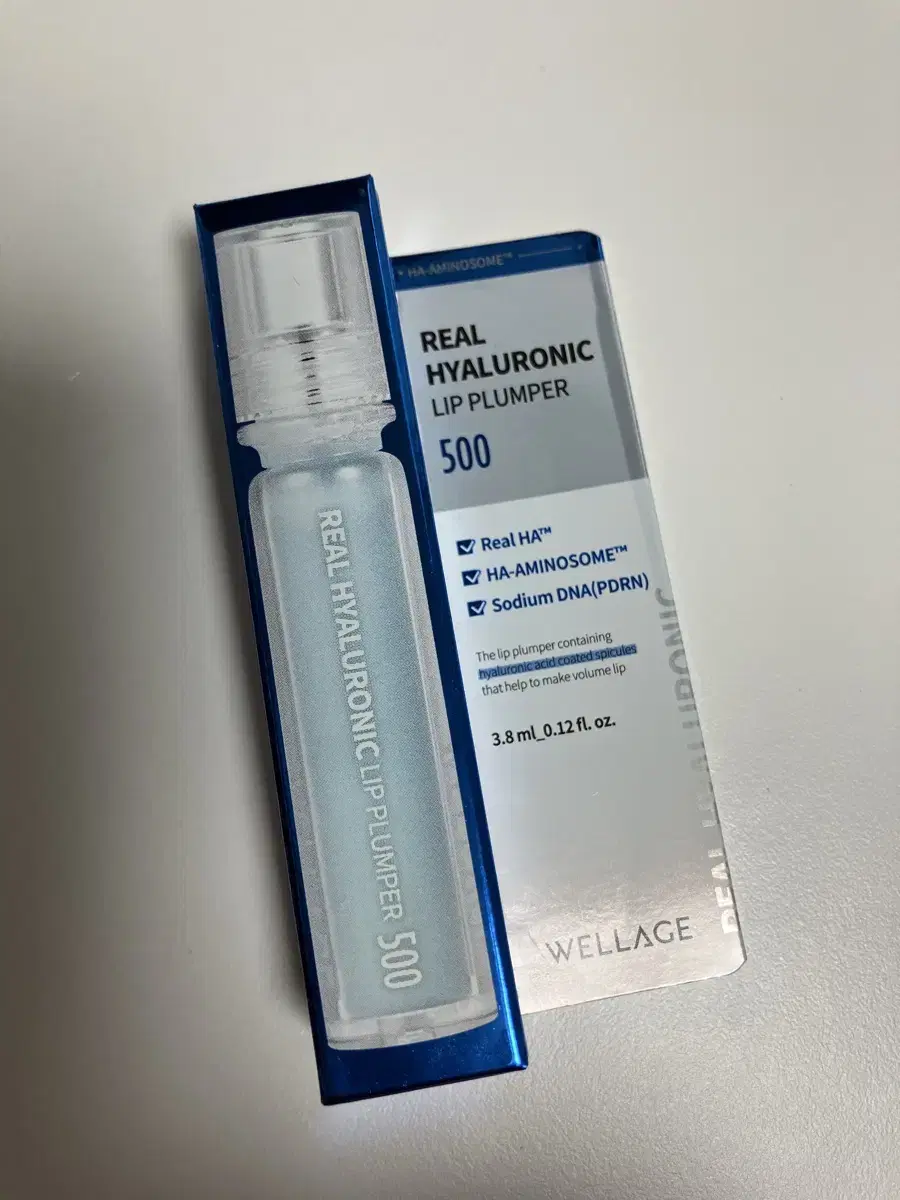 REAL HYALURONIC LIP PLUMPER 500
HA-AMINOSOME™
REAL
HYALURONIC
LIP PLUMPER
500
Real HA™
HA-AMINOSOME™
Sodium DNA(PDRN)
The lip plumper containing
hyaluronic acid coated spicules
that help to make volume lip
3.8 ml_0.12 fl. oz.
WELLAGE
REAL HYALURONIC